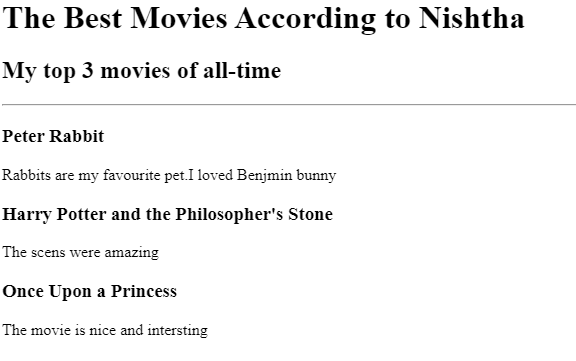 The Best Movies According to Nishtha
My top 3 movies of all-time
Peter Rabbit
Rabbits are my favourite pet.I loved Benjmin bunny
Harry Potter and the Philosopher's Stone
The scens were amazing
Once Upon a Princess
The movie is nice and intersting